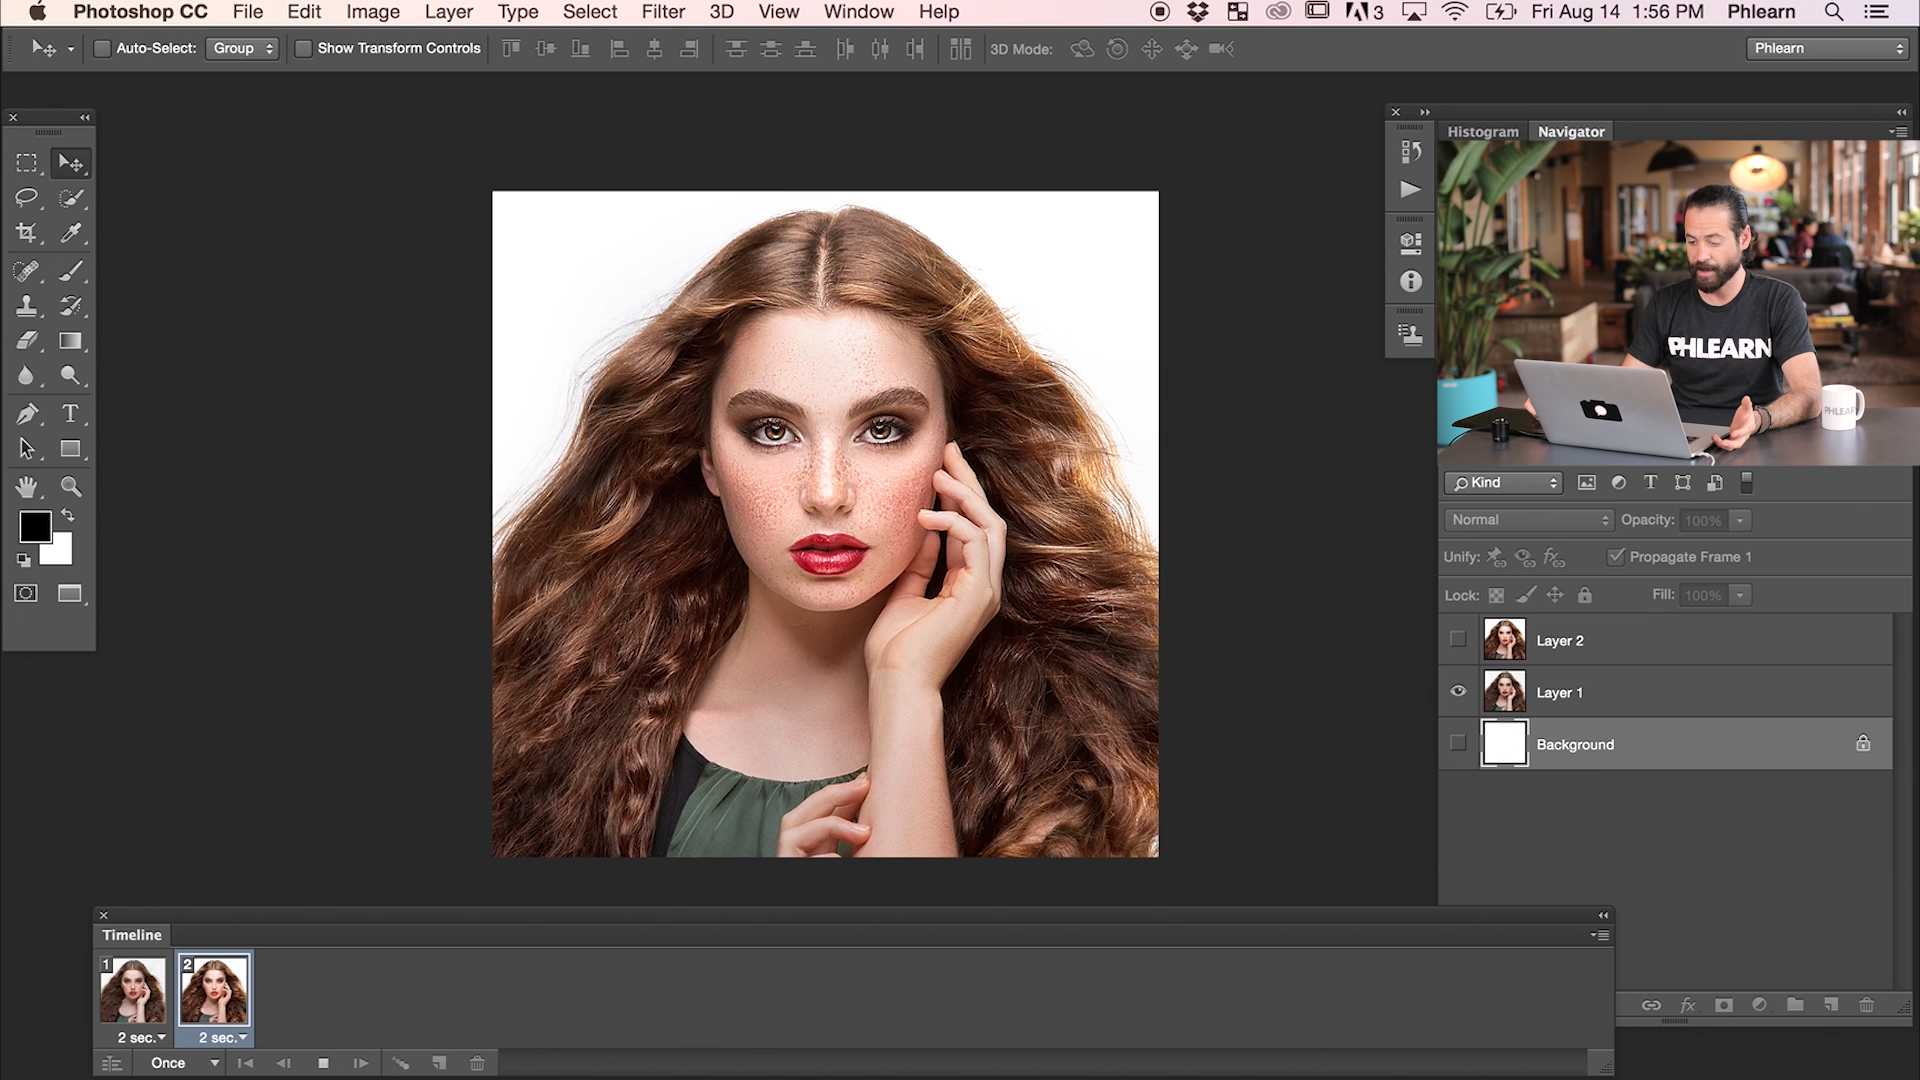 Photoshop CC File Edit Image Layer Type Select Filter 3D View Window Help 3 Fri Aug 14 1:56 PM Phlearn
Auto-Select: Group Show Transform Controls 3D Mode: Phlearn
Histogram Navigator
PHLEARN
PHLEARN
Kind
Normal Opacity: 100%
Unify: Propagate Frame 1
Lock: Fill: 100%
Layer 2
Layer 1
Background
Timeline
1 2
2 sec. 2 sec.
Once